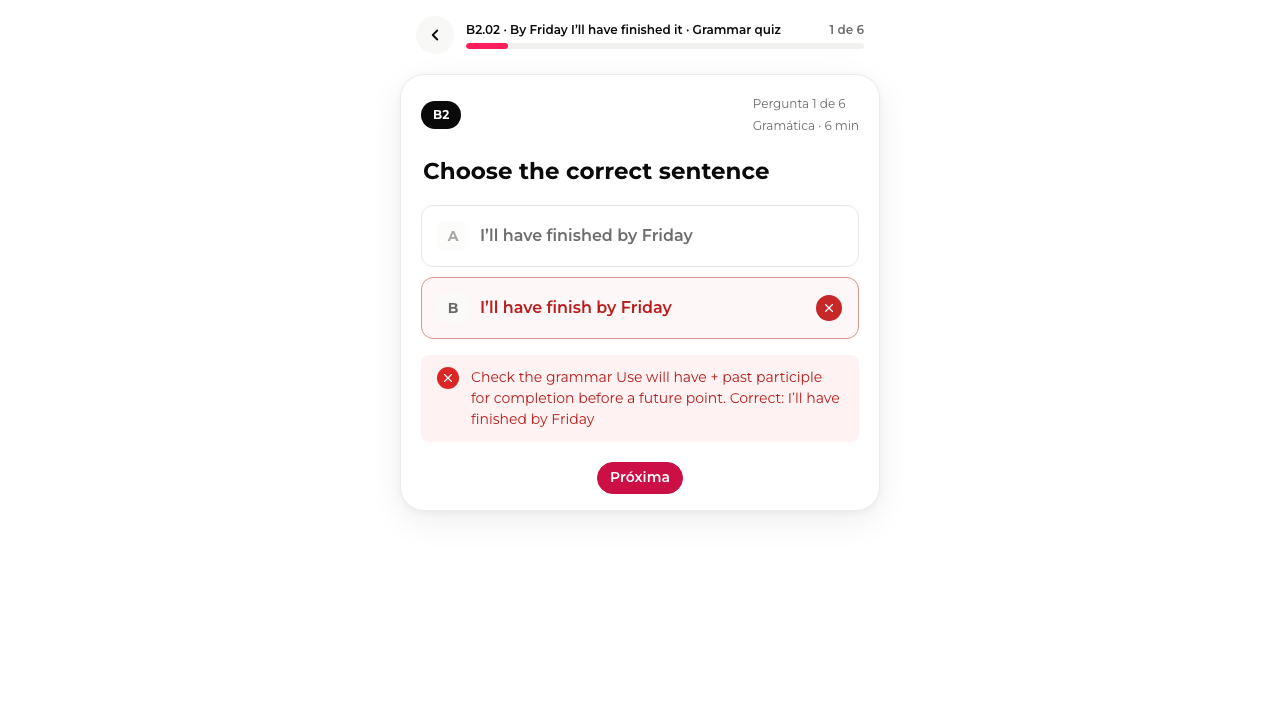 B2.02 · By Friday I’ll have finished it · Grammar quiz
1 de 6
B2
Pergunta 1 de 6
Gramática · 6 min
Choose the correct sentence
A
I’ll have finished by Friday
B
I’ll have finish by Friday
Check the grammar Use will have + past participle
for completion before a future point. Correct: I’ll have
finished by Friday
Próxima